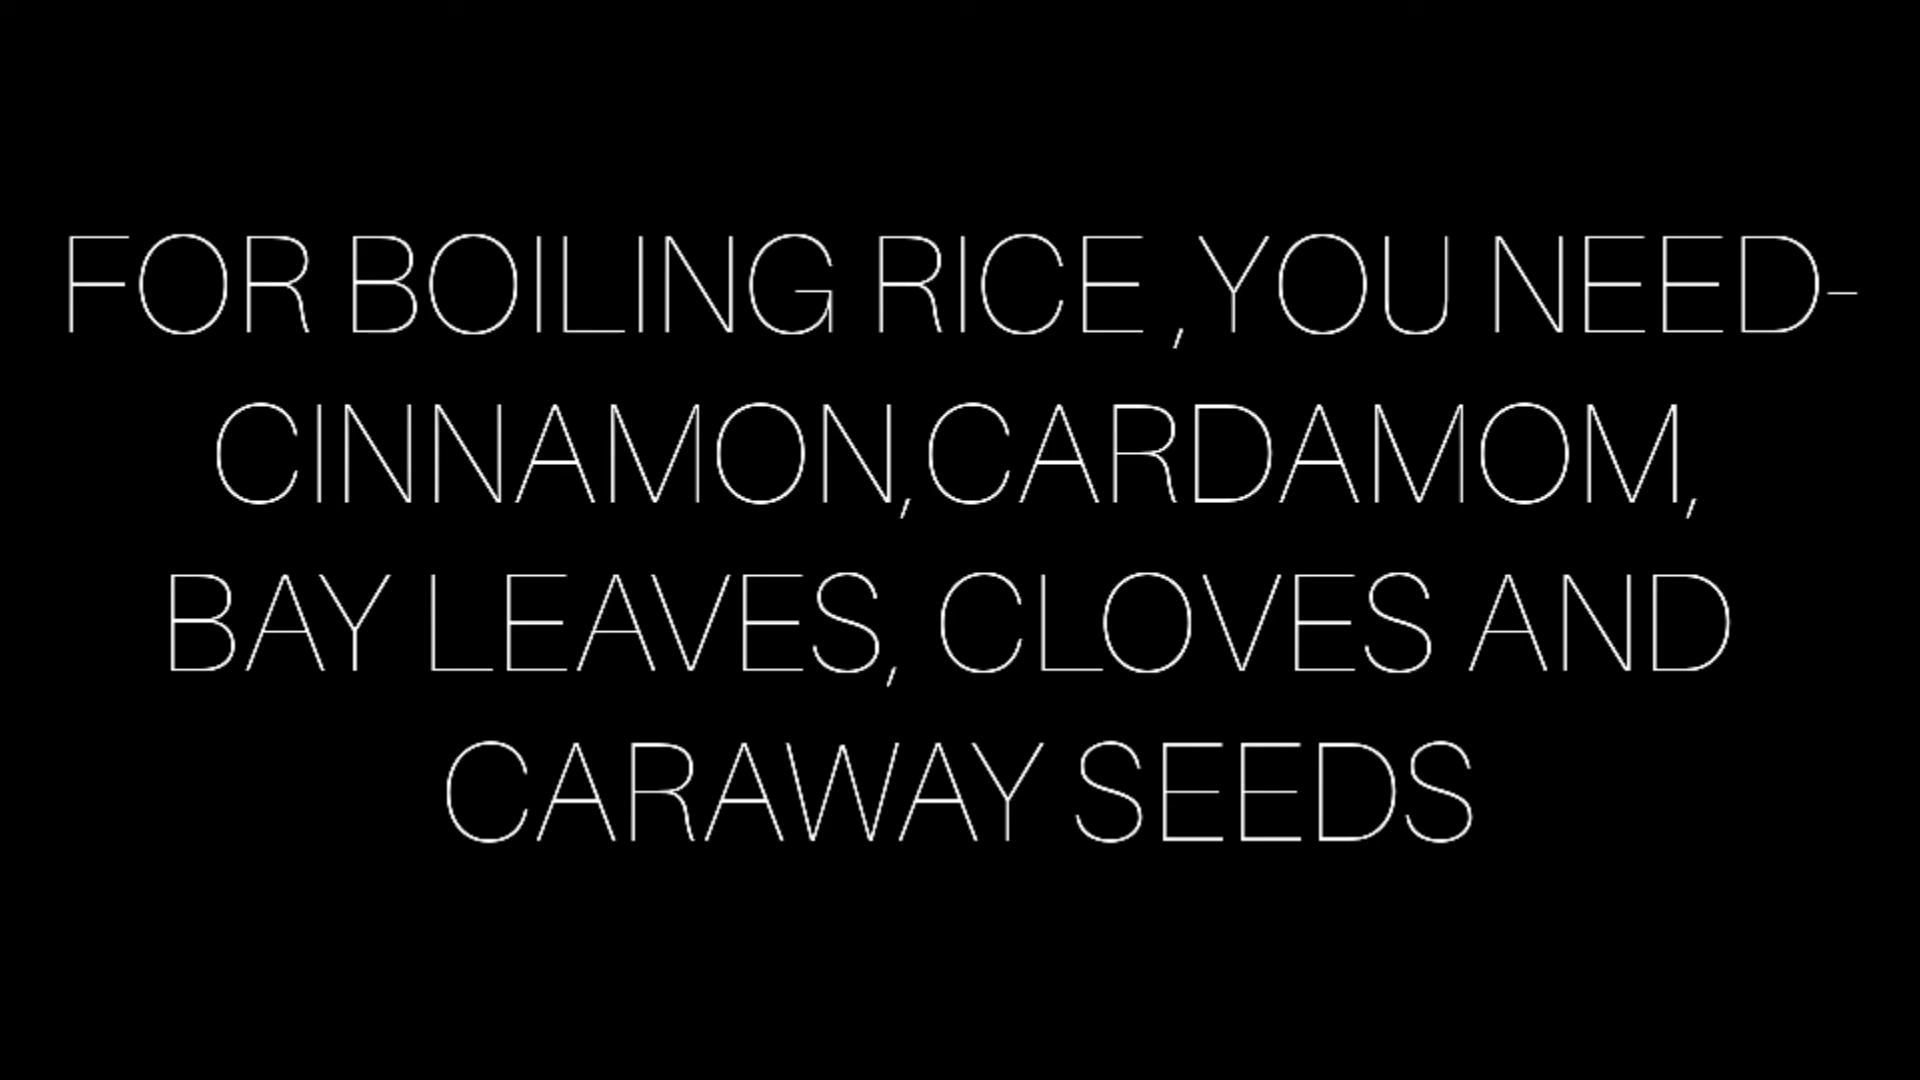 FOR BOILING RICE ,YOU NEED-
CINNAMON,CARDAMOM,
BAY LEAVES, CLOVES AND
CARAWAY SEEDS